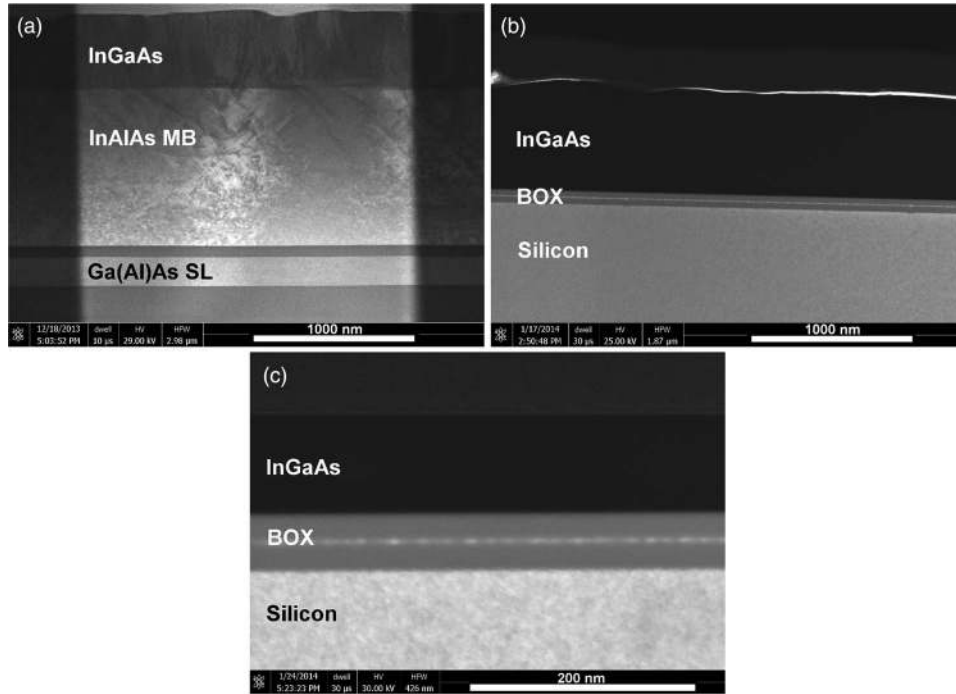 (a)
InGaAs
InAlAs MB
Ga(Al)As SL
12/18/2013 dwell HV HFW
5:03:52 PM 10 µs 29.00 kV 2.98 µm
1000 nm
(b)
InGaAs
BOX
Silicon
1/17/2014 dwell HV HFW
2:50:48 PM 30 µs 25.00 kV 1.87 µm
1000 nm
(c)
InGaAs
BOX
Silicon
1/24/2014 dwell HV HFW
5:23:23 PM 30 µs 30.00 kV 426 nm
200 nm